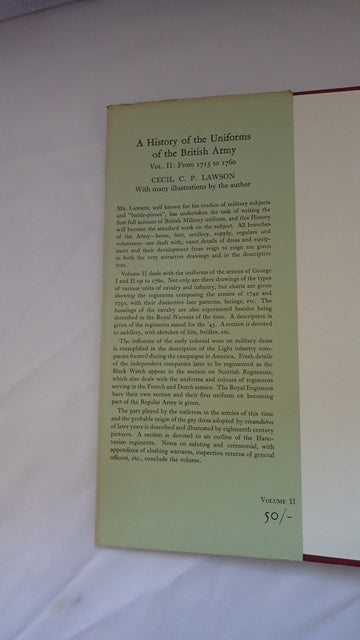 A History of the Uniforms
of the British Army
Vol. II: From 1715 to 1760
CECIL C. P. LAWSON
With many illustrations by the author
Mr. Lawson, well known for his studies of military subjects
and "battle-pieces", has undertaken the task of writing the
first full account of British Military uniform, and this History
will become the standard work on the subject. All branches
of the Army—horse, foot, artillery, supply, regulars and
volunteers—are dealt with; exact details of dress and equip-
ment and their development from reign to reign are given
in both the very attractive drawings and in the descriptive
text.
Volume II deals with the uniforms of the armies of George
I and II up to 1760. Not only are there drawings of the types
of various units of cavalry and infantry, but charts are given
showing the regiments composing the armies of 1742 and
1750, with their distinctive lace patterns, facings, etc. The
housings of the cavalry are also represented besides being
described in the Royal Warrant of the time. A description is
given of the regiments raised for the '45. A section is devoted
to saddlery, with sketches of bits, bridles, etc.
The influence of the early colonial wars on military dress
is exemplified in the description of the Light infantry com-
panies formed during the campaigns in America. Fresh details
of the independent companies later to be regimented as the
Black Watch appear in the section on Scottish Regiments,
which also deals with the uniforms and colours of regiments
serving in the French and Dutch armies. The Royal Engineers
have their own section and their first uniform on becoming
part of the Regular Army is given.
The part played by the sutleress in the armies of this time
and the probable origin of the gay dress adopted by vivandières
of later years is described and illustrated by eighteenth century
pictures. A section is devoted to an outline of the Hano-
verian regiments. Notes on saluting and ceremonial, with
appendixes of clothing warrants, inspection returns of general
officers, etc., conclude the volume.
Volume II
50/-